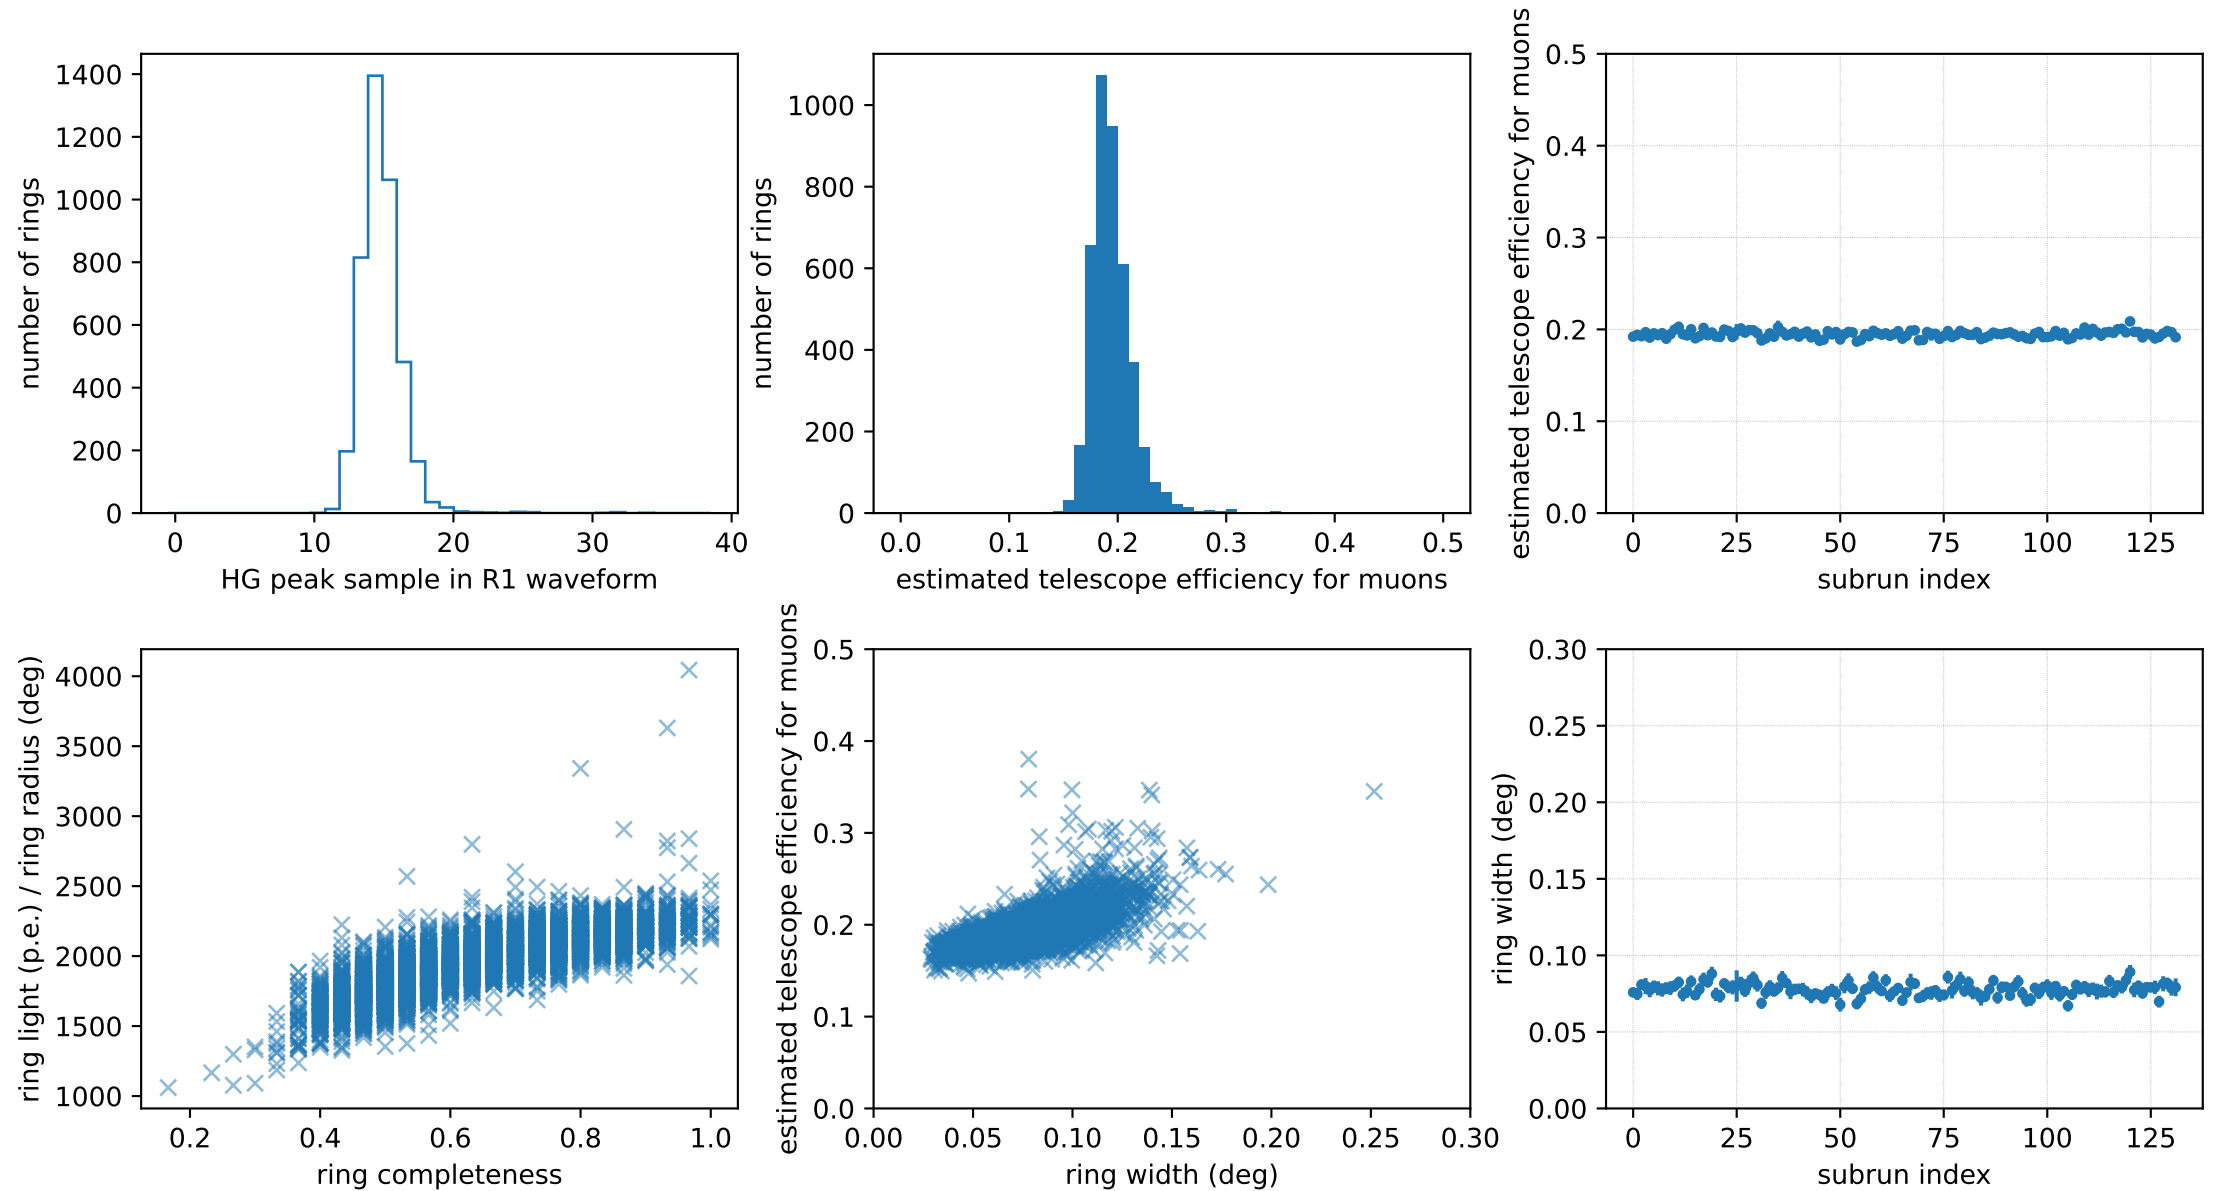 number of rings
1400
1200
1000
800
600
400
200
0
0 10 20 30 40
HG peak sample in R1 waveform
number of rings
1000
800
600
400
200
0
0.0 0.1 0.2 0.3 0.4 0.5
estimated telescope efficiency for muons
estimated telescope efficiency for muons
0.5
0.4
0.3
0.2
0.1
0.0
0 25 50 75 100 125
subrun index
ring light (p.e.) / ring radius (deg)
4000
3500
3000
2500
2000
1500
1000
0.2 0.4 0.6 0.8 1.0
ring completeness
estimated telescope efficiency for muons
0.5
0.4
0.3
0.2
0.1
0.0
0.00 0.05 0.10 0.15 0.20 0.25 0.30
ring width (deg)
ring width (deg)
0.30
0.25
0.20
0.15
0.10
0.05
0.00
0 25 50 75 100 125
subrun index